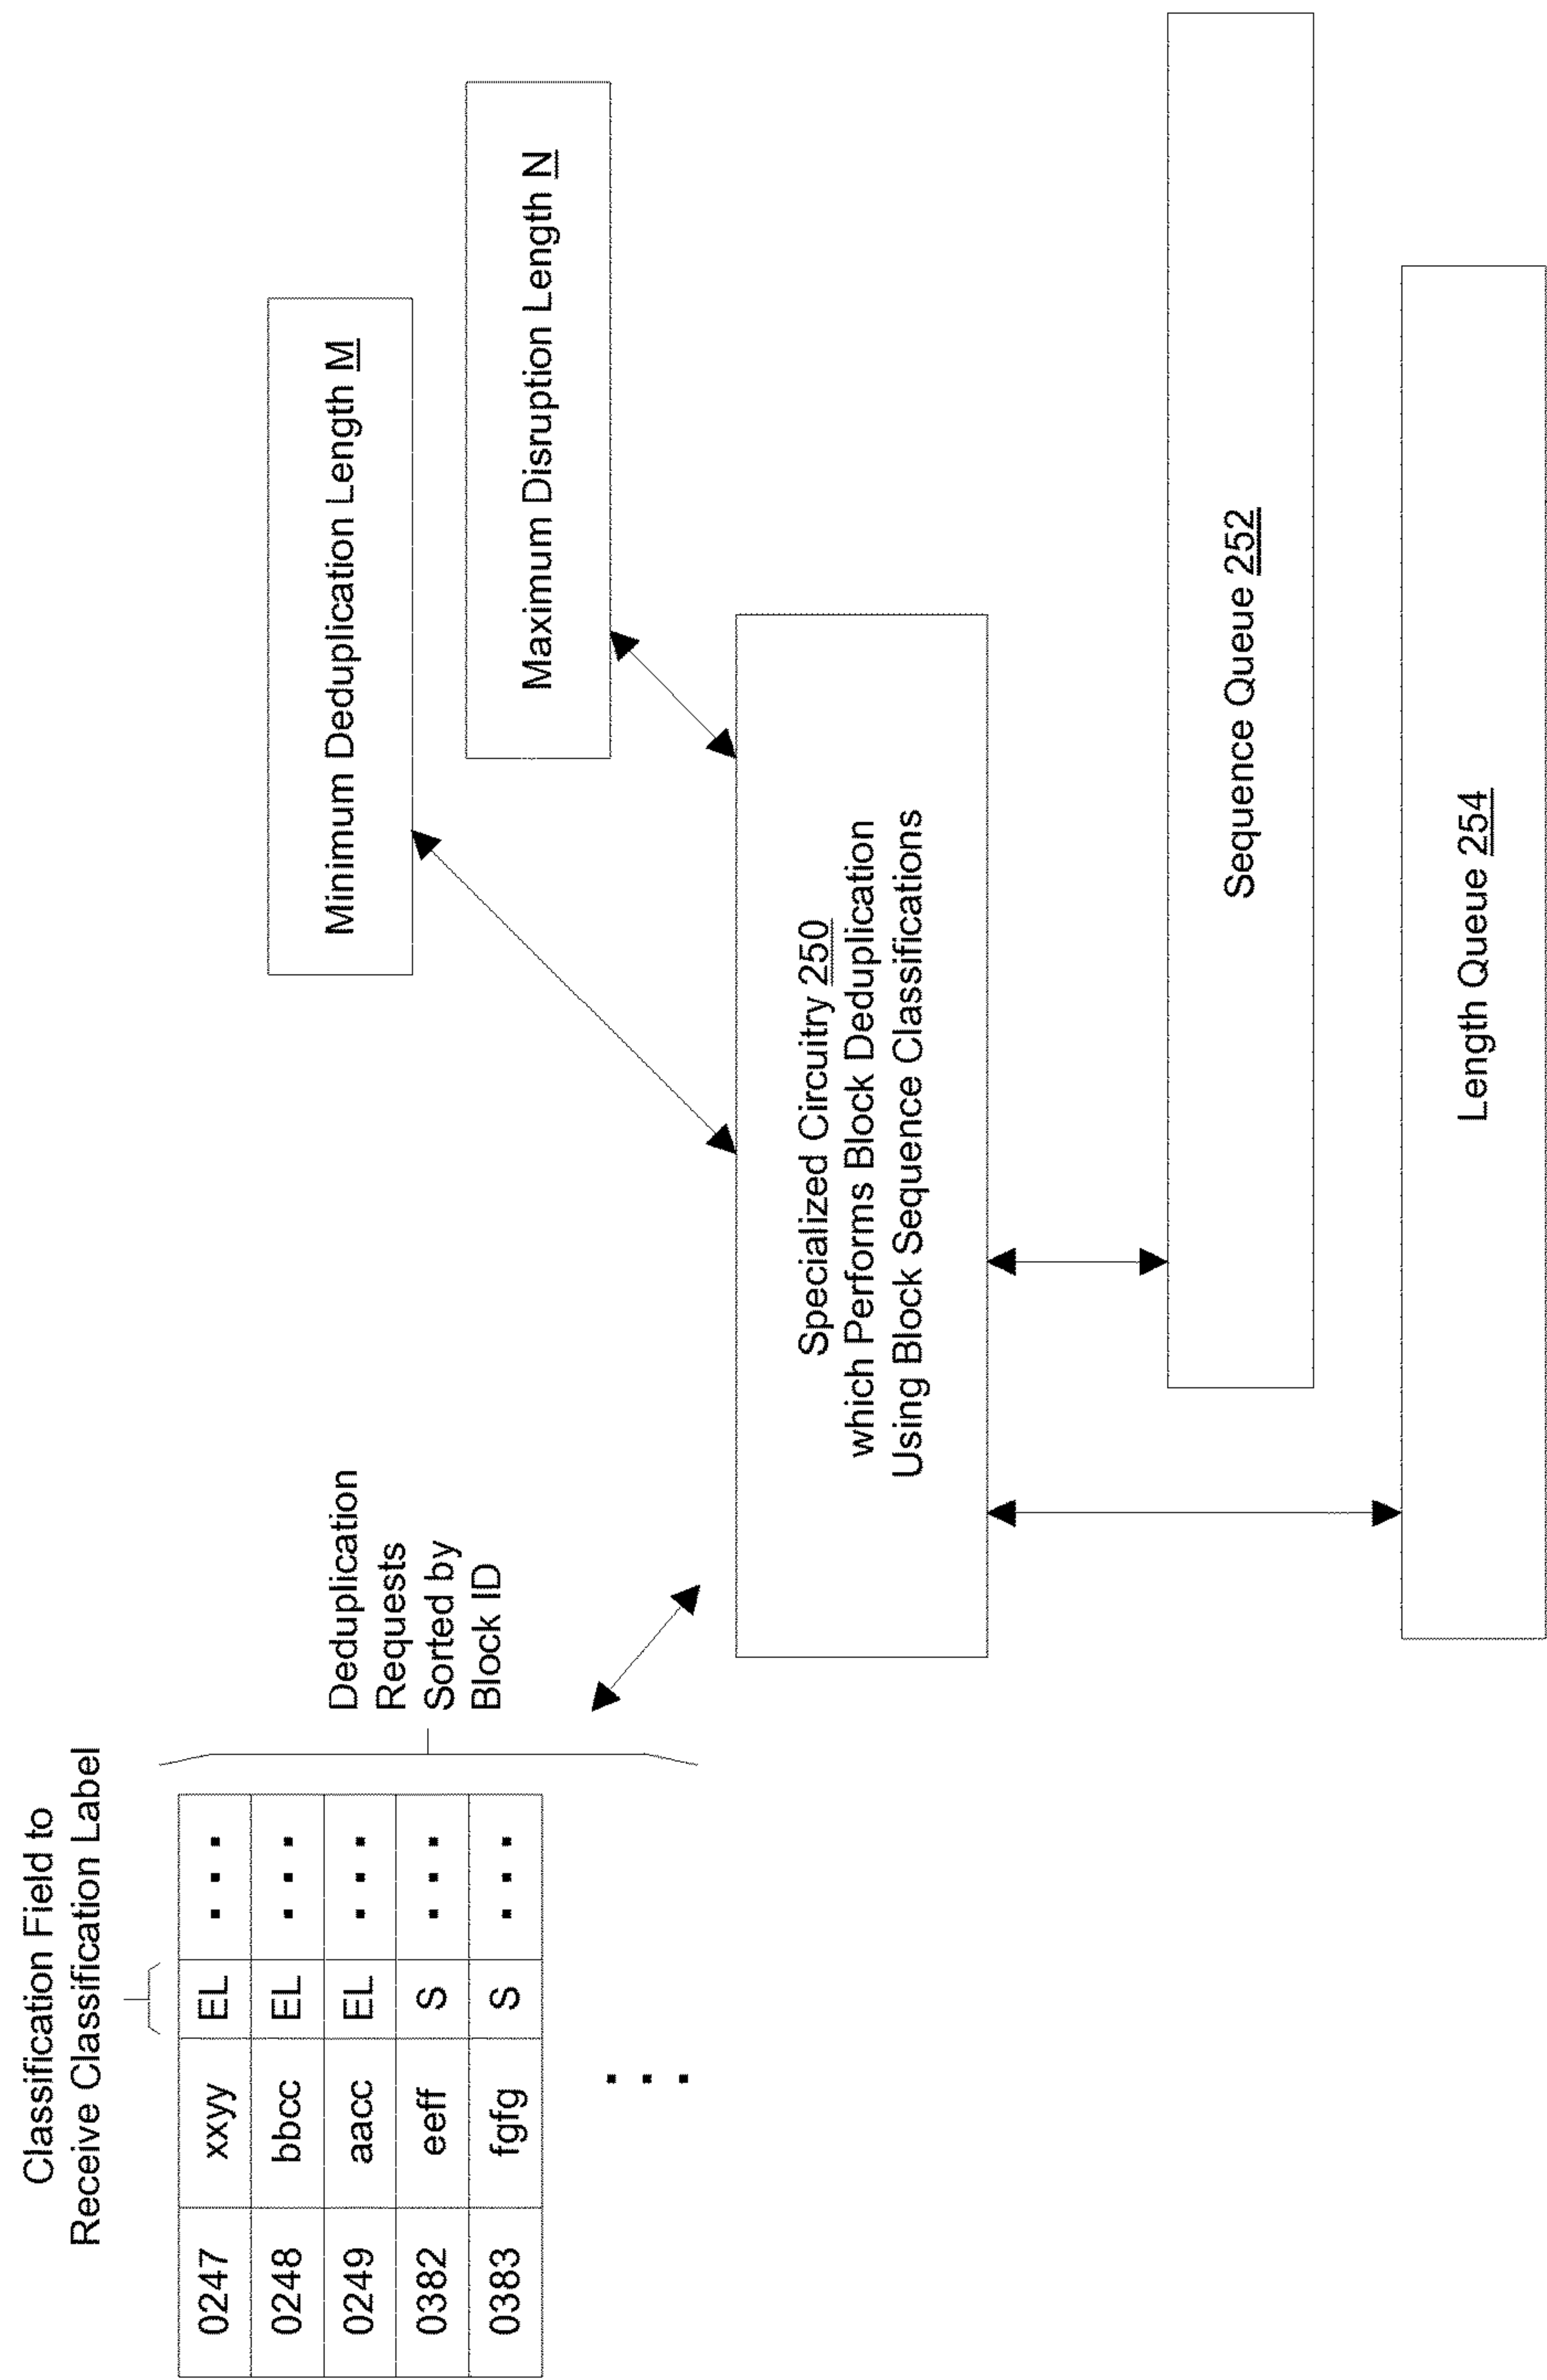 Classification Field to
Receive Classification Label
0247 xxyy EL ...
0248 bbcc EL ...
0249 aacc EL ...
0382 eeff S ...
0383 fgfg S ...
...
Deduplication
Requests
Sorted by
Block ID
Minimum Deduplication Length M
Maximum Disruption Length N
Specialized Circuitry 250
which Performs Block Deduplication
Using Block Sequence Classifications
Sequence Queue 252
Length Queue 254